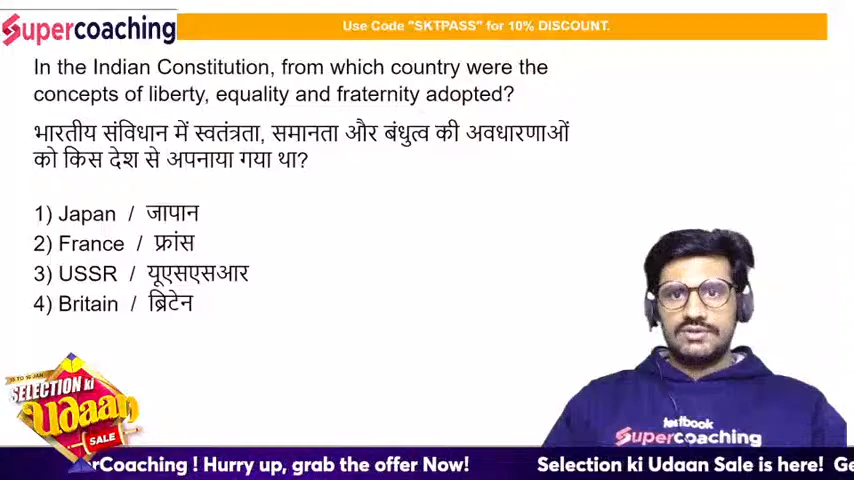 Supercoaching
Use Code "SKTPASS" for 10% DISCOUNT.
In the Indian Constitution, from which country were the
concepts of liberty, equality and fraternity adopted?
भारतीय संविधान में स्वतंत्रता, समानता और बंधुत्व की अवधारणाओं
को किस देश से अपनाया गया था?
1) Japan / जापान
2) France / फ्रांस
3) USSR / यूएसएसआर
4) Britain / ब्रिटेन
SELECTION ki
Udaan
SALE
testbook
Supercoaching
erCoaching ! Hurry up, grab the offer Now! Selection ki Udaan Sale is here! Ge